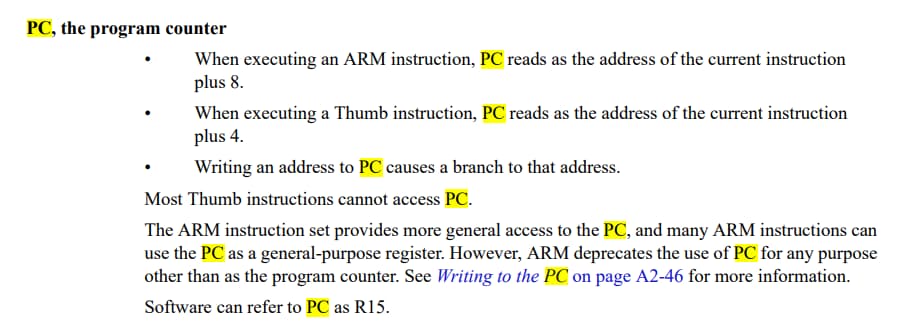 PC, the program counter
• When executing an ARM instruction, PC reads as the address of the current instruction
plus 8.
• When executing a Thumb instruction, PC reads as the address of the current instruction
plus 4.
• Writing an address to PC causes a branch to that address.
Most Thumb instructions cannot access PC.
The ARM instruction set provides more general access to the PC, and many ARM instructions can
use the PC as a general-purpose register. However, ARM deprecates the use of PC for any purpose
other than as the program counter. See Writing to the PC on page A2-46 for more information.
Software can refer to PC as R15.